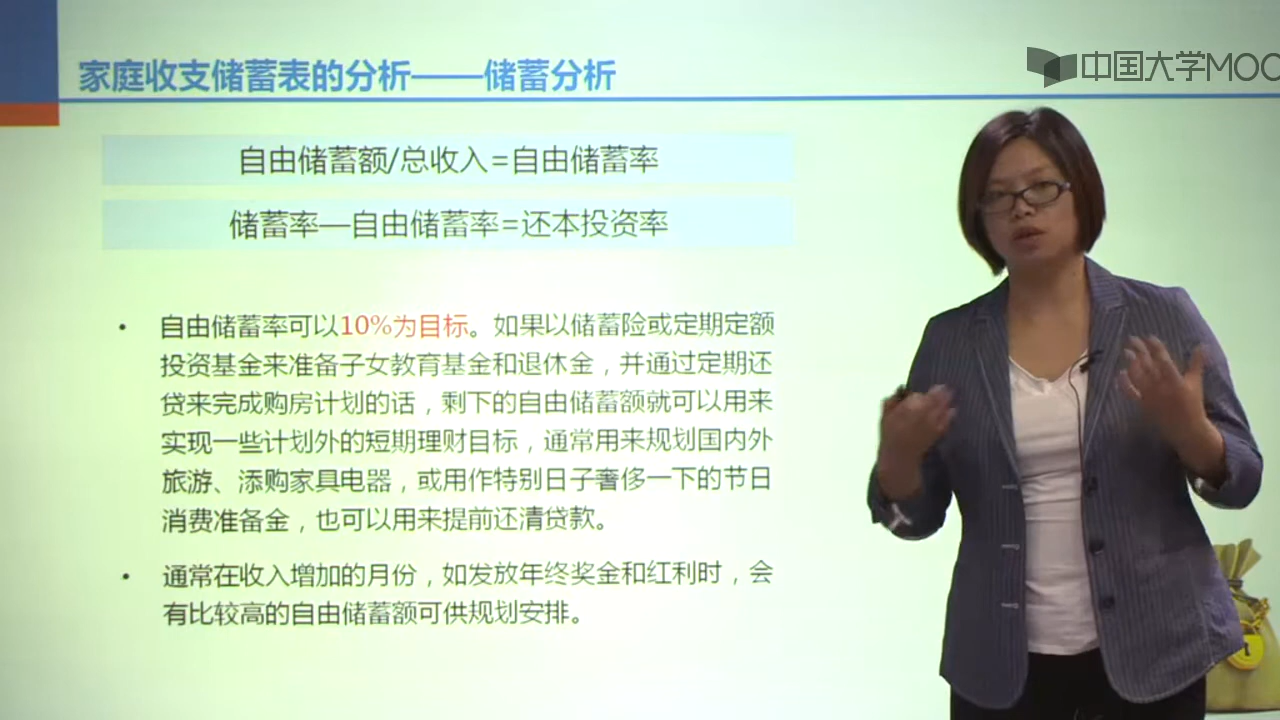 家庭收支储蓄表的分析——储蓄分析
中国大学MOO
自由储蓄额/总收入=自由储蓄率
储蓄率—自由储蓄率=还本投资率
• 自由储蓄率可以10%为目标。如果以储蓄险或定期定额
投资基金来准备子女教育基金和退休金，并通过定期还
贷来完成购房计划的话，剩下的自由储蓄额就可以用来
实现一些计划外的短期理财目标，通常用来规划国内外
旅游、添购家具电器，或用作特别日子奢侈一下的节日
消费准备金，也可以用来提前还清贷款。
• 通常在收入增加的月份，如发放年终奖金和红利时，会
有比较高的自由储蓄额可供规划安排。